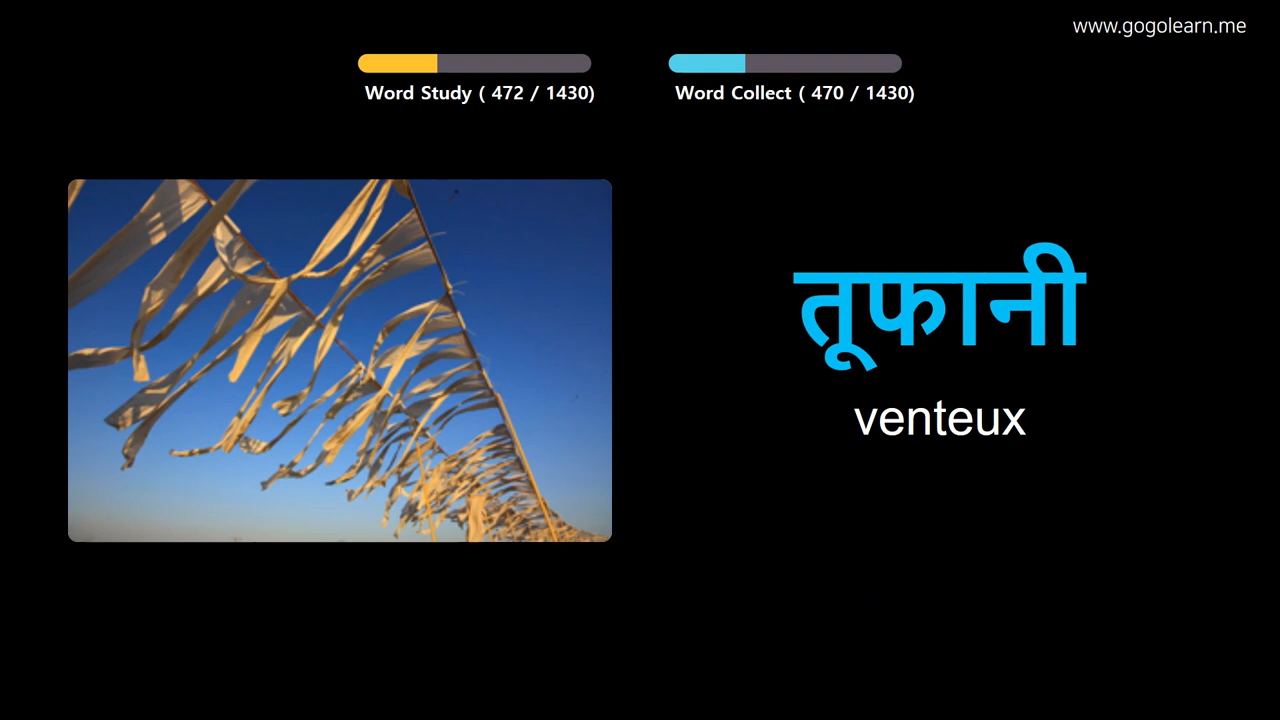 www.gogolearn.me
Word Study ( 472 / 1430)
Word Collect ( 470 / 1430)
तूफानी
venteux